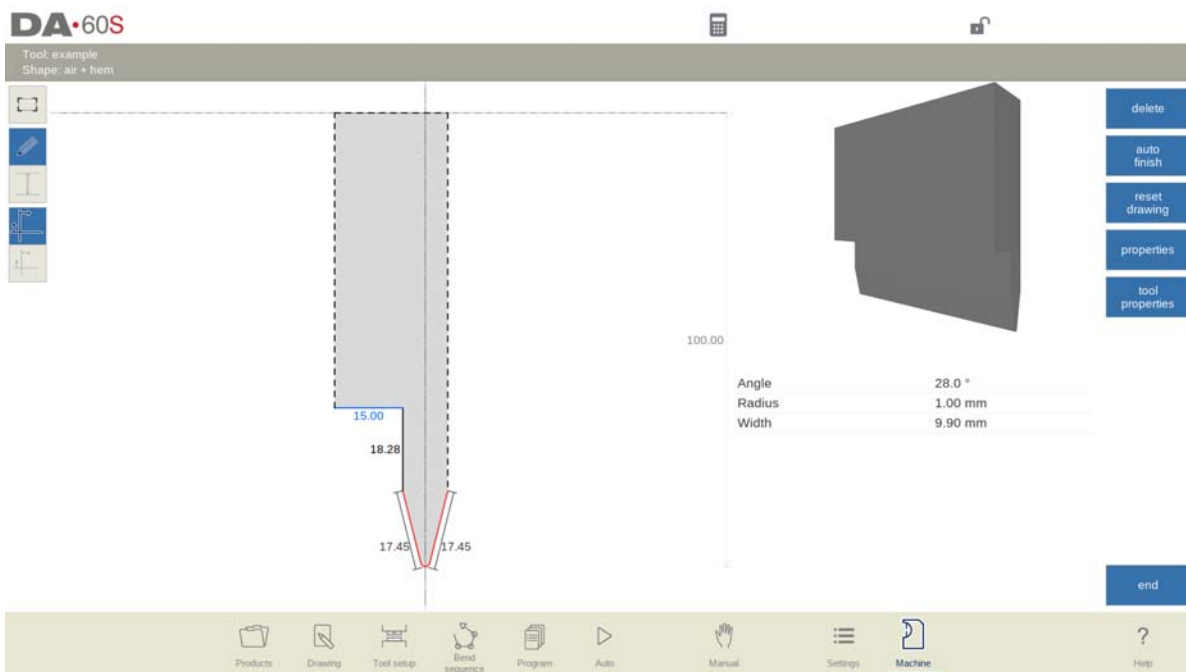 DA•60S
Tool: example
Shape: air + hem
delete
auto
finish
reset
drawing
properties
tool
properties
100.00
15.00
18.28
17.45
17.45
Angle 28.0 °
Radius 1.00 mm
Width 9.90 mm
end
Products
Drawing
Tool setup
Bend
sequence
Program
Auto
Manual
Settings
Machine
?
Help